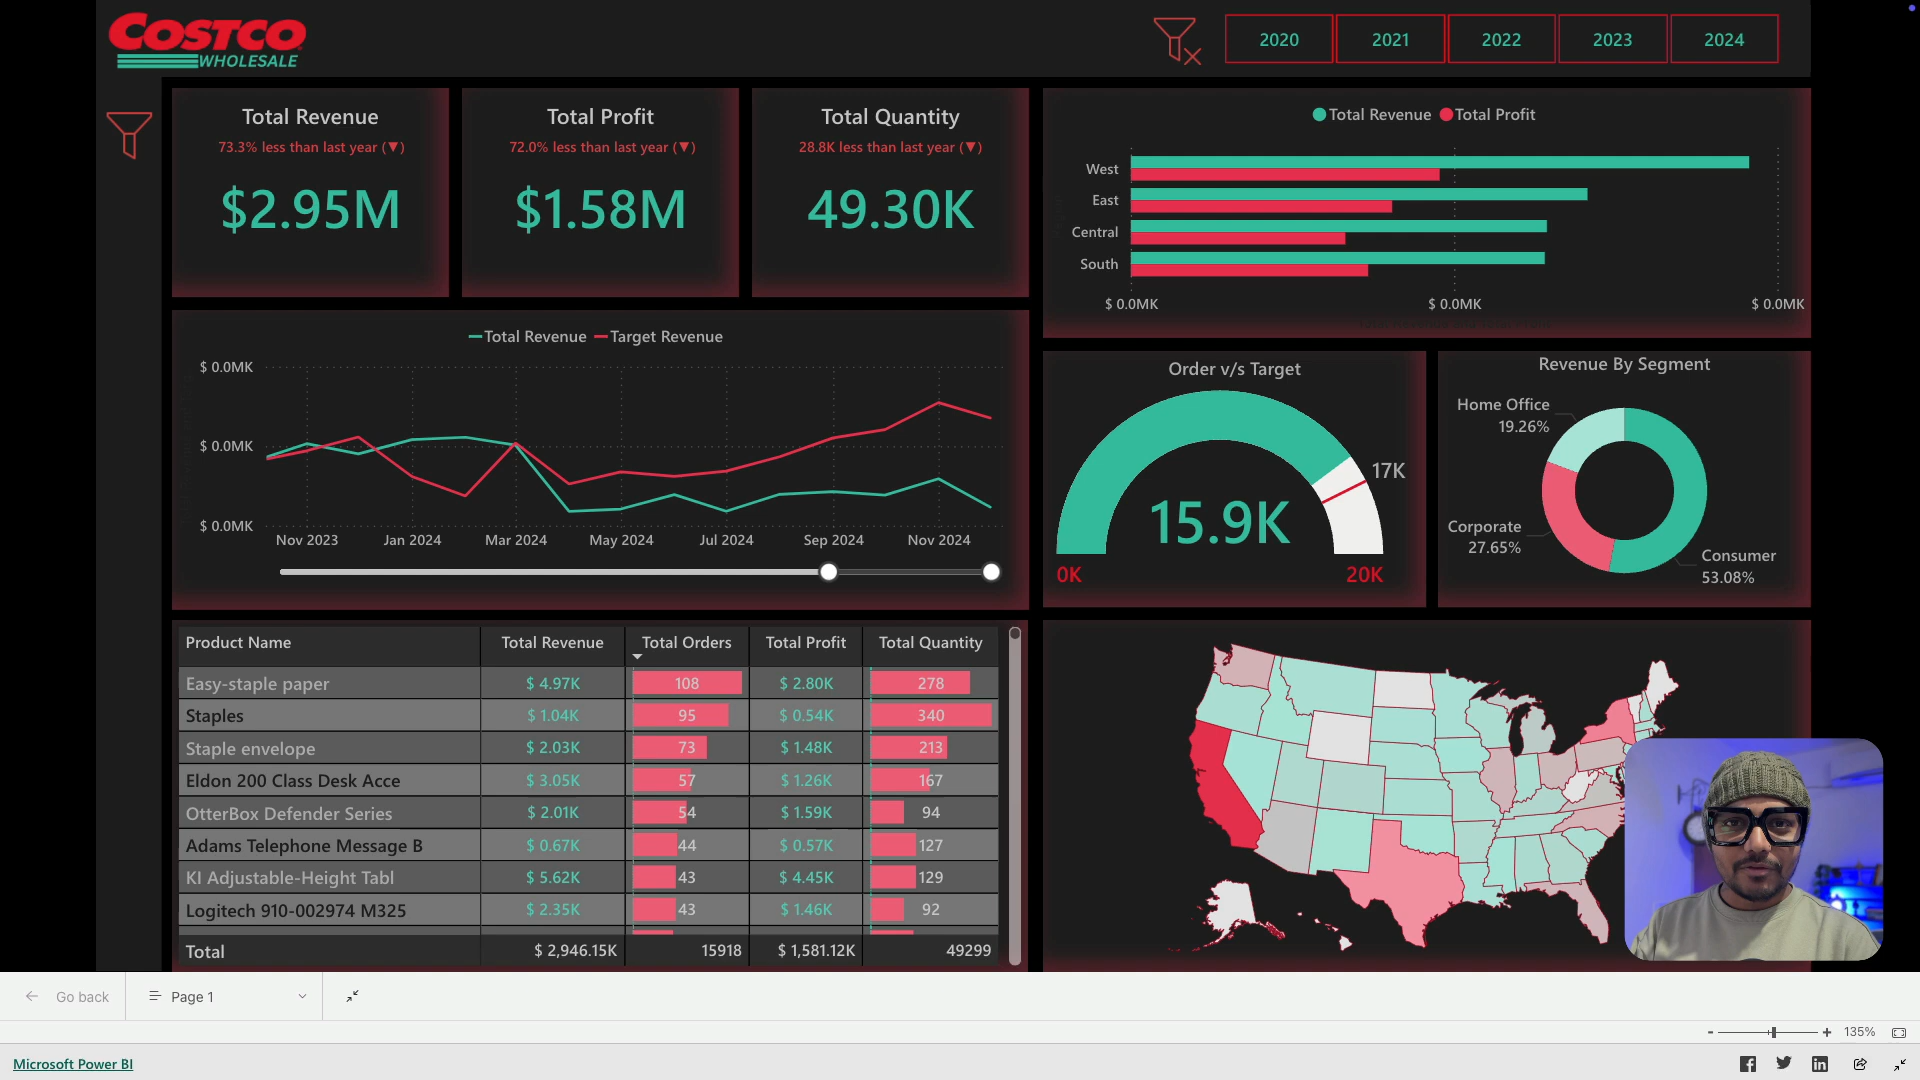 COSTCO
WHOLESALE
2020
2021
2022
2023
2024
Total Revenue
73.3% less than last year (▼)
$2.95M
Total Profit
72.0% less than last year (▼)
$1.58M
Total Quantity
28.8K less than last year (▼)
49.30K
Total Revenue Total Profit
West
East
Central
South
$ 0.0MK $ 0.0MK $ 0.0MK
Total Revenue Target Revenue
$ 0.0MK
$ 0.0MK
$ 0.0MK
Nov 2023 Jan 2024 Mar 2024 May 2024 Jul 2024 Sep 2024 Nov 2024
Order v/s Target
17K
15.9K
0K
20K
Revenue By Segment
Home Office
19.26%
Corporate
27.65%
Consumer
53.08%
Product Name Total Revenue Total Orders Total Profit Total Quantity
Easy-staple paper $ 4.97K 108 $ 2.80K 278
Staples $ 1.04K 95 $ 0.54K 340
Staple envelope $ 2.03K 73 $ 1.48K 213
Eldon 200 Class Desk Acce $ 3.05K 57 $ 1.26K 167
OtterBox Defender Series $ 2.01K 54 $ 1.59K 94
Adams Telephone Message B $ 0.67K 44 $ 0.57K 127
KI Adjustable-Height Tabl $ 5.62K 43 $ 4.45K 129
Logitech 910-002974 M325 $ 2.35K 43 $ 1.46K 92
Total $ 2,946.15K 15918 $ 1,581.12K 49299
Go back
Page 1
- + 135%
Microsoft Power BI